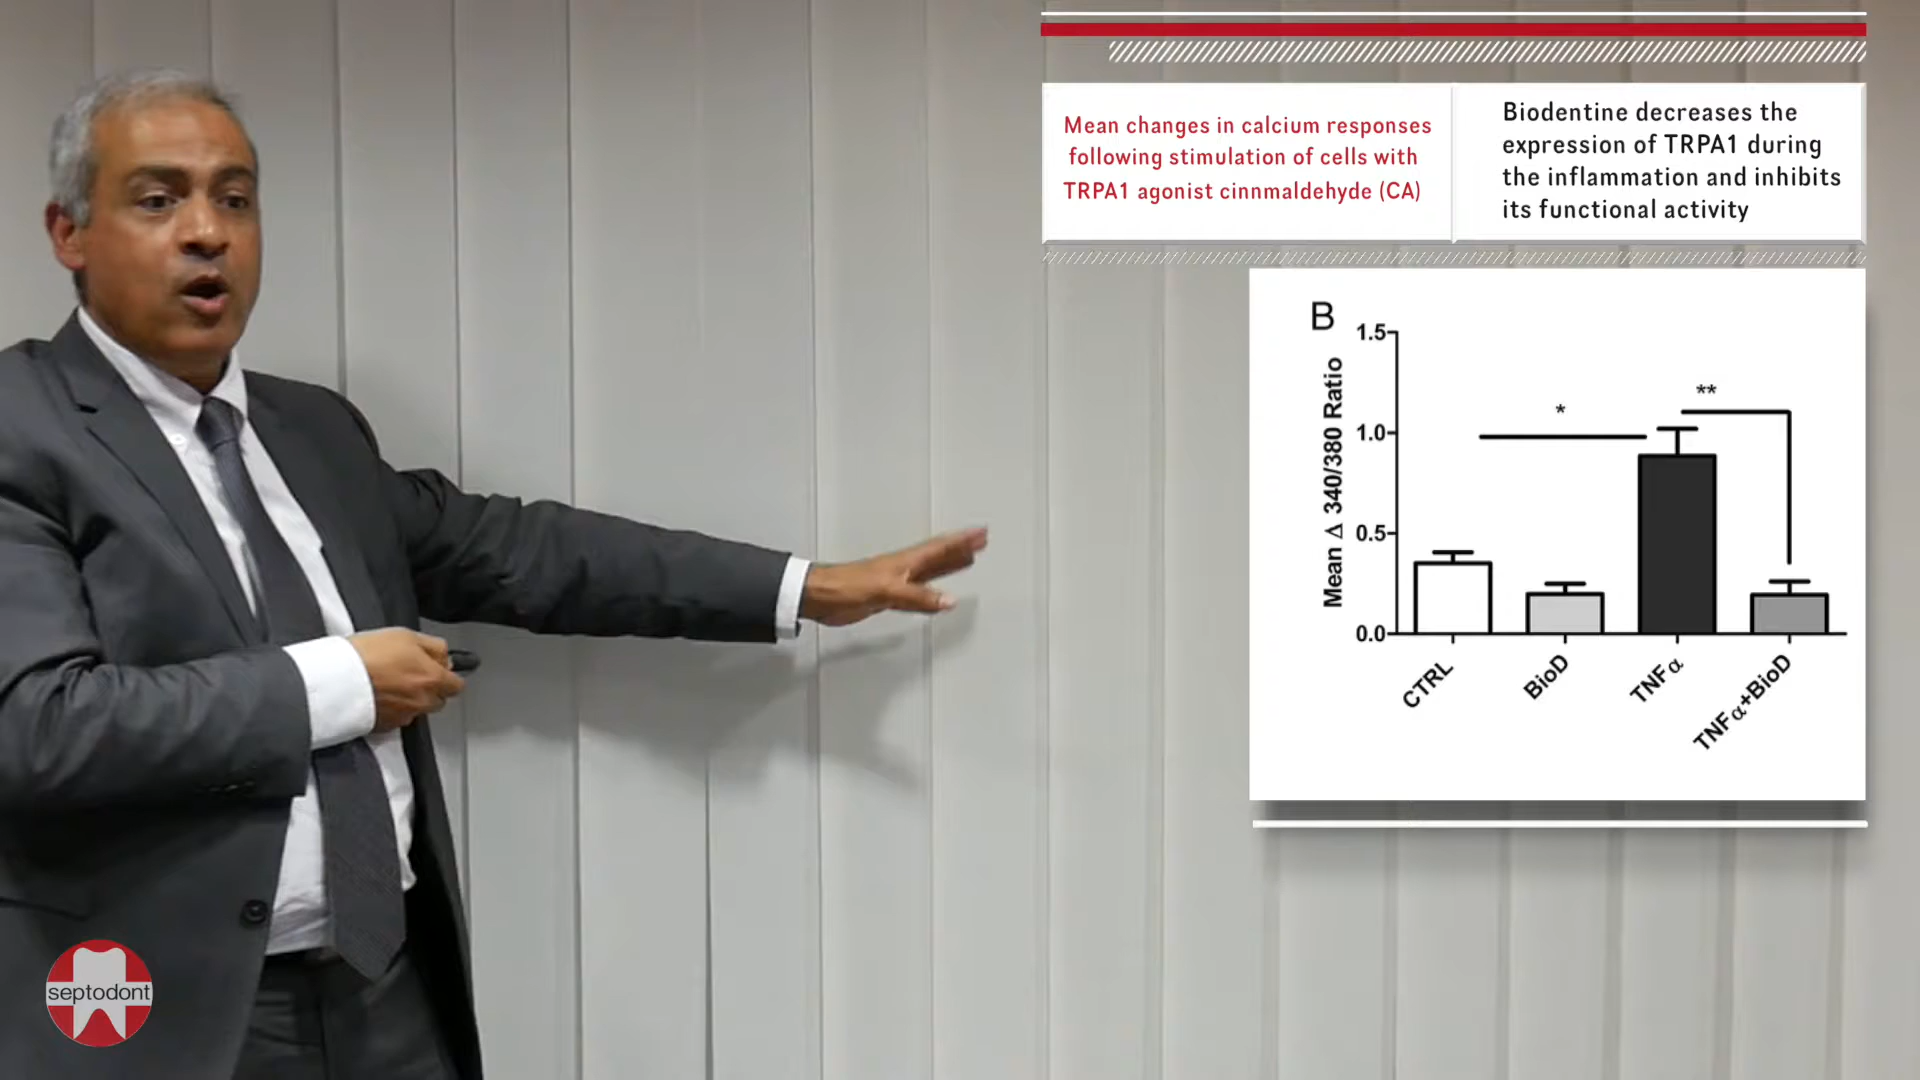 Mean changes in calcium responses
following stimulation of cells with
TRPA1 agonist cinnmaldehyde (CA)
Biodentine decreases the
expression of TRPA1 during
the inflammation and inhibits
its functional activity
B
Mean Δ 340/380 Ratio
1.5
1.0
0.5
0.0
*
**
CTRL
BioD
TNFα
TNFα+BioD
septodont